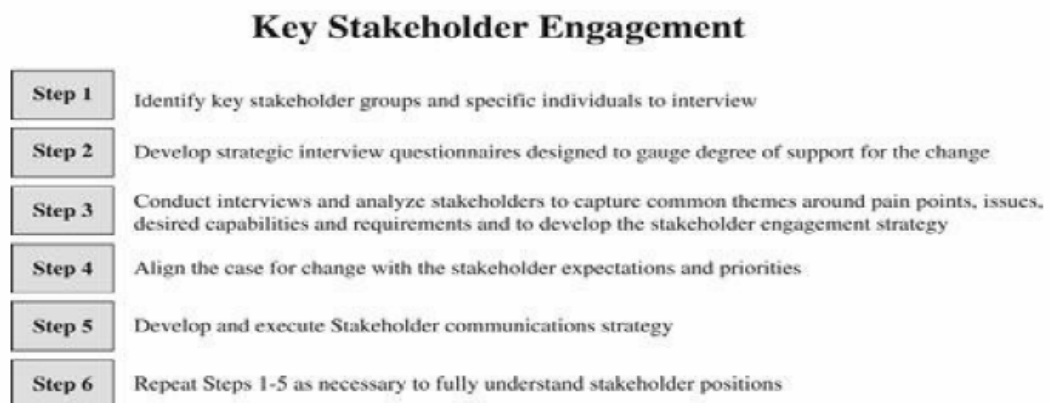 Key Stakeholder Engagement
Step 1
Identify key stakeholder groups and specific individuals to interview
Step 2
Develop strategic interview questionnaires designed to gauge degree of support for the change
Step 3
Conduct interviews and analyze stakeholders to capture common themes around pain points, issues,
desired capabilities and requirements and to develop the stakeholder engagement strategy
Step 4
Align the case for change with the stakeholder expectations and priorities
Step 5
Develop and execute Stakeholder communications strategy
Step 6
Repeat Steps 1-5 as necessary to fully understand stakeholder positions